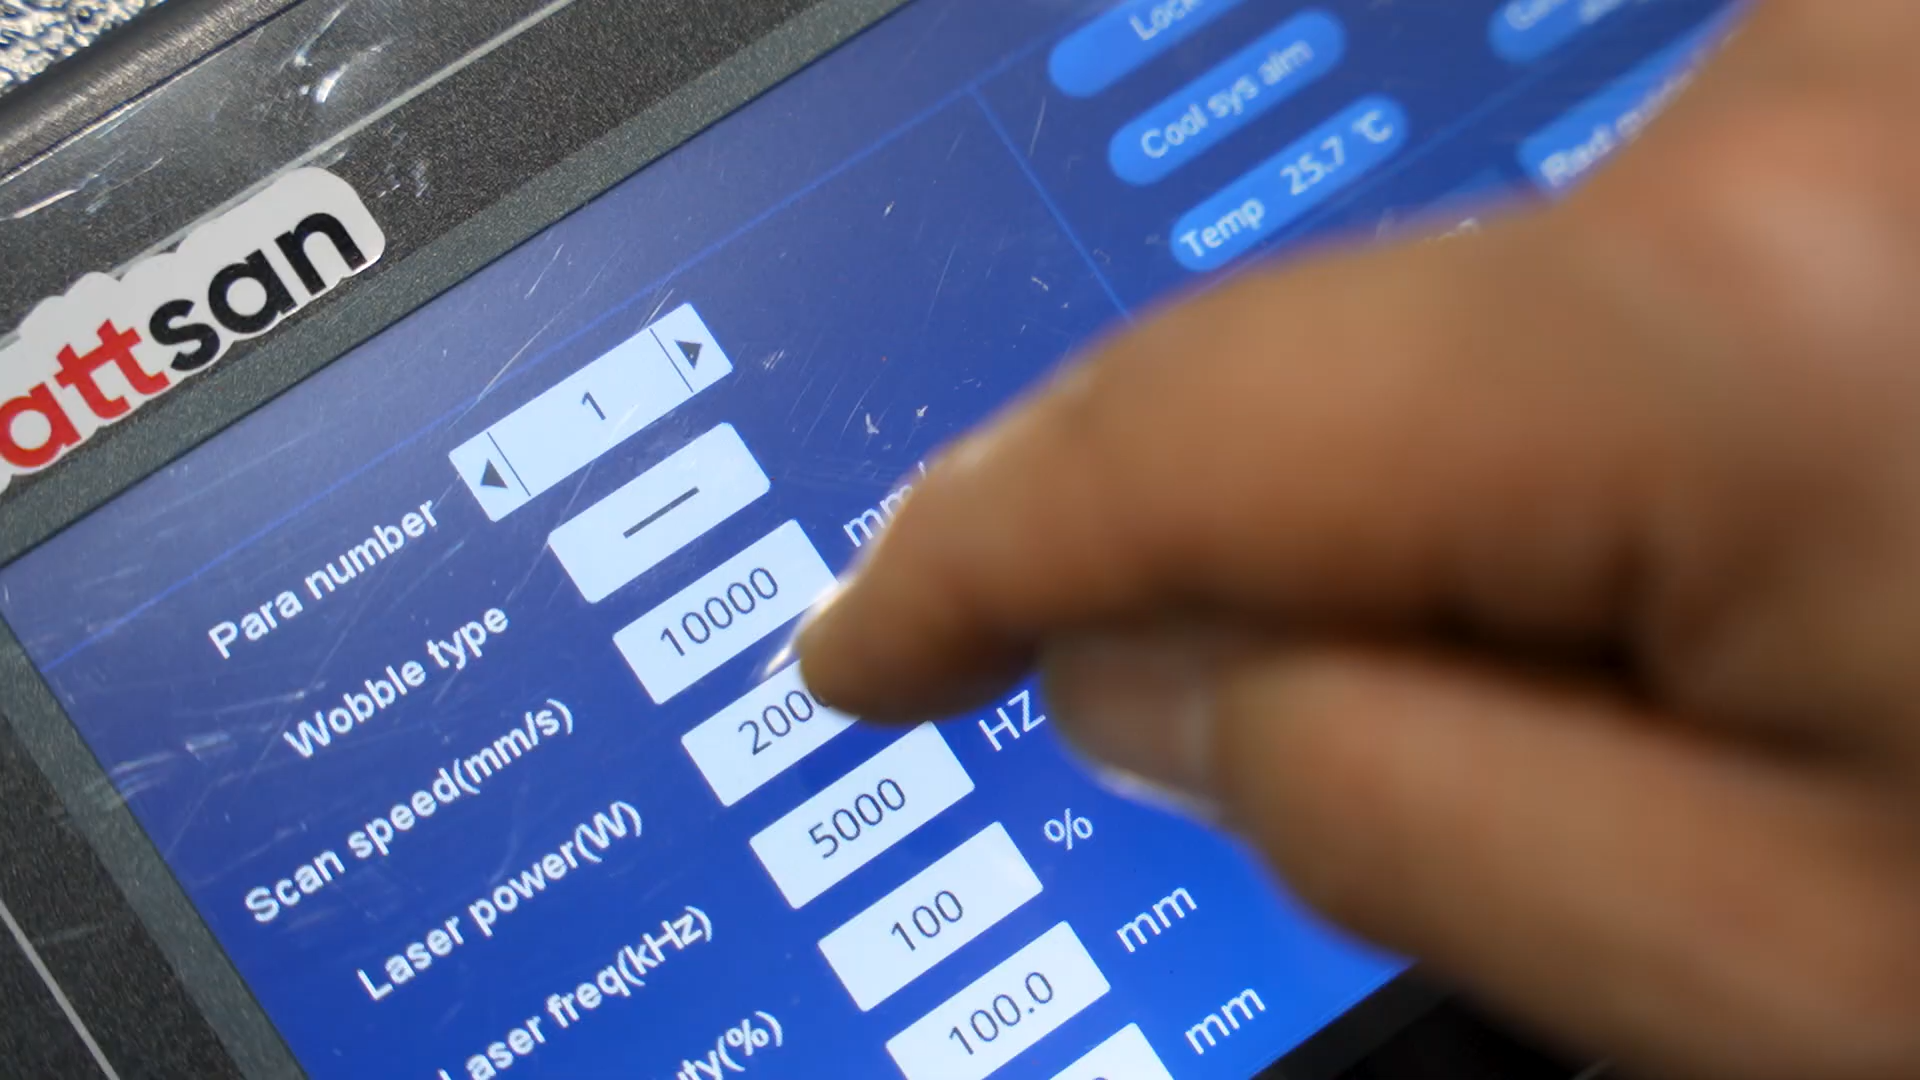 attsan
Lock
Cool sys alm
Temp 25.7 ℃
Para number 1
Wobble type —
Scan speed(mm/s) 10000
Laser power(W) 200
Laser freq(kHz) 5000 HZ
100 %
100.0 mm
mm